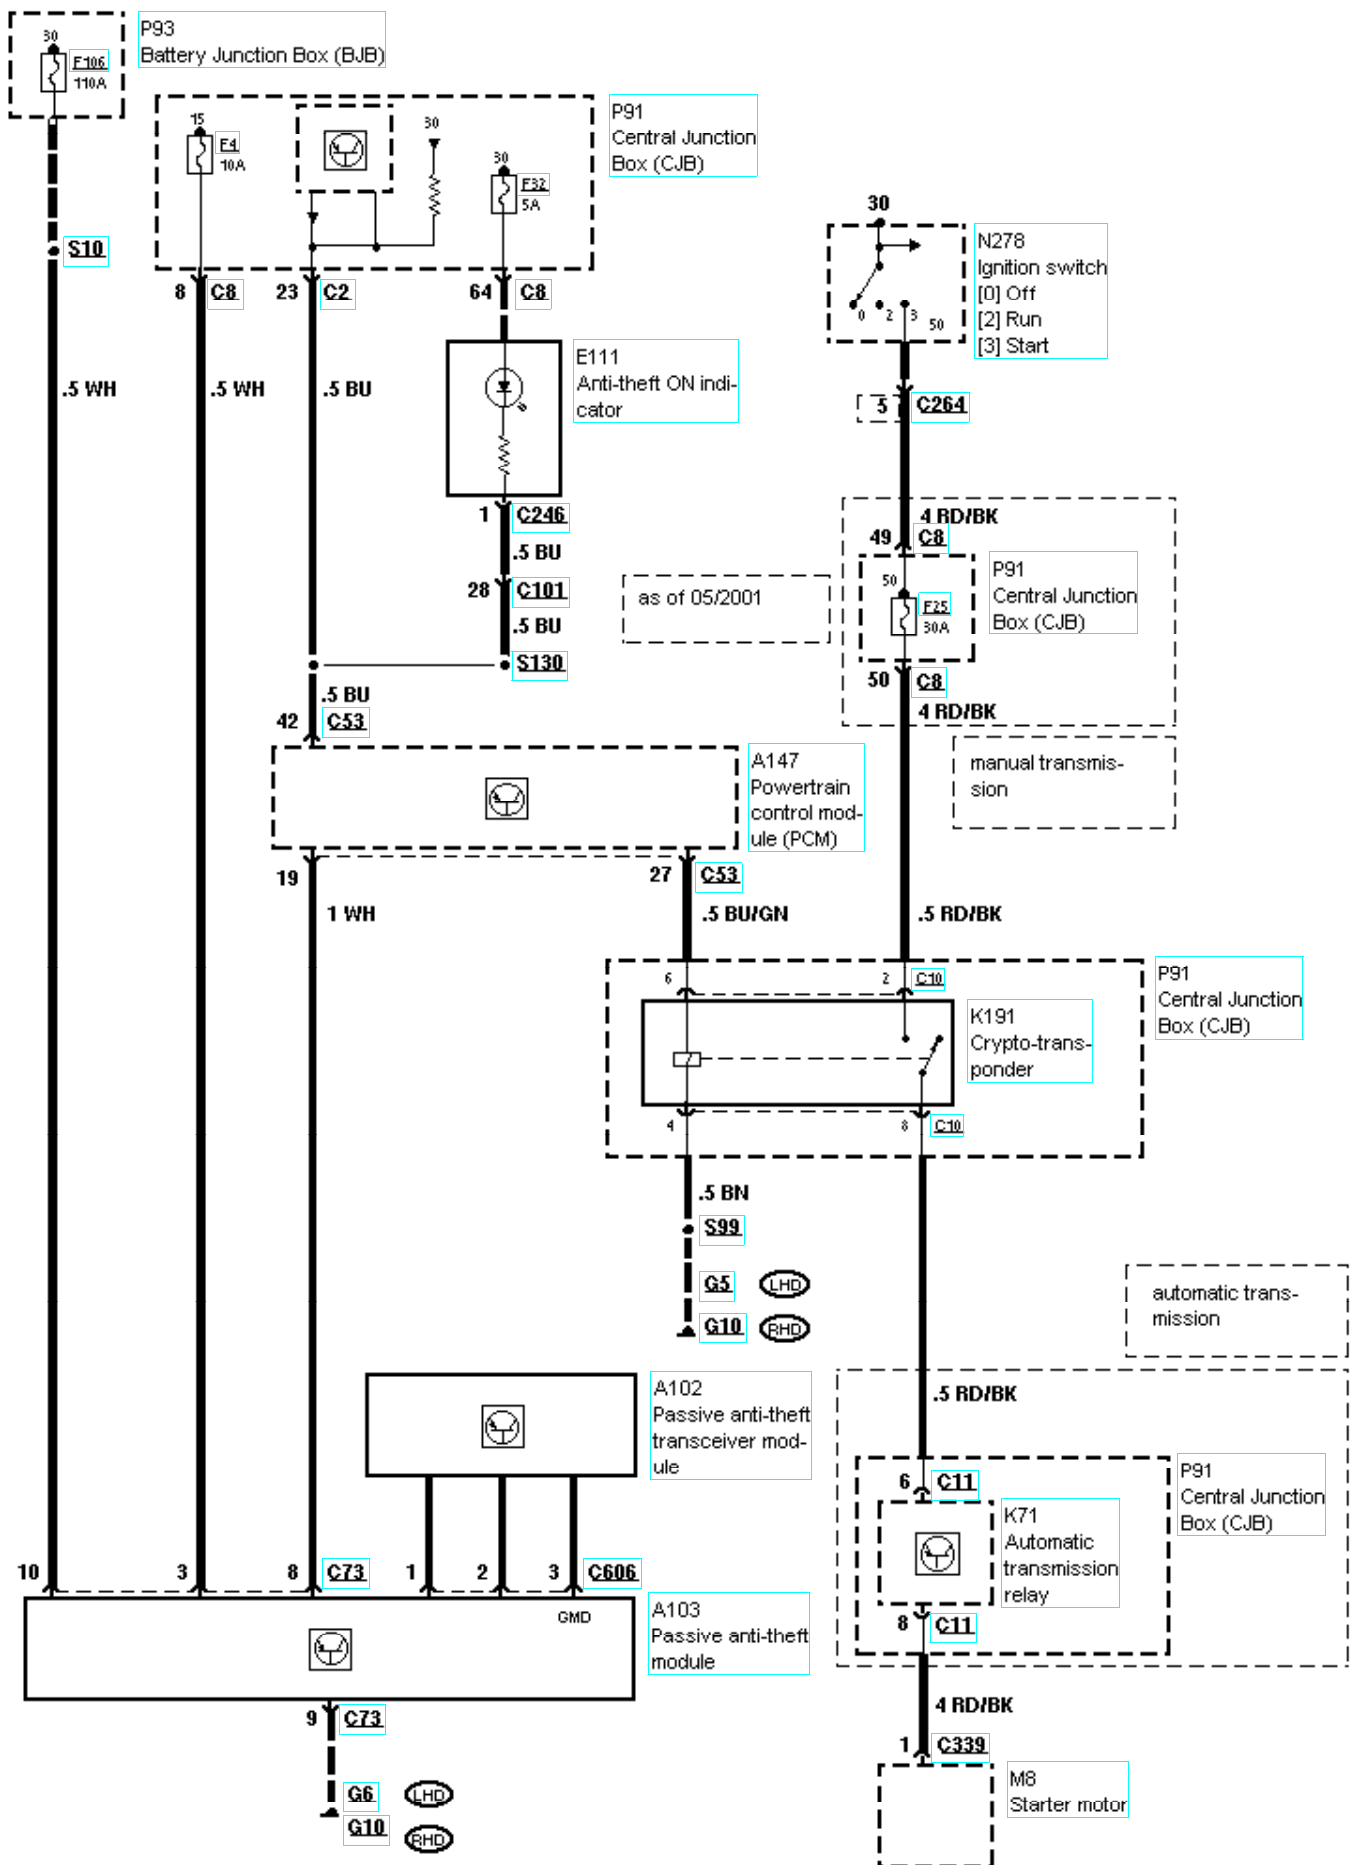 P93
Battery Junction Box (BJB)
30
F106
110A
P91
Central Junction
Box (CJB)
15
F4
10A
30
30
F32
5A
S10
30
N278
Ignition switch
[0] Off
[2] Run
[3] Start
0 2 3
50
8 C8
23 C2
64 C8
.5 WH
.5 WH
.5 BU
E111
Anti-theft ON indi-
cator
5 C264
1 C246
.5 BU
28 C101
.5 BU
S130
4 RD/BK
49 C8
as of 05/2001
50
F25
30A
P91
Central Junction
Box (CJB)
50 C8
4 RD/BK
.5 BU
42 C53
manual transmis-
sion
A147
Powertrain
control mod-
ule (PCM)
19
27 C53
1 WH
.5 BU/GN
.5 RD/BK
P91
Central Junction
Box (CJB)
6
2 C10
K191
Crypto-trans-
ponder
4
8 C10
.5 BN
S99
G5 LHD
G10 RHD
automatic trans-
mission
A102
Passive anti-theft
transceiver mod-
ule
.5 RD/BK
P91
Central Junction
Box (CJB)
6 C11
K71
Automatic
transmission
relay
8 C11
10
3
8 C73
1
2
3 C606
GMD
A103
Passive anti-theft
module
9 C73
4 RD/BK
1 C339
M8
Starter motor
G6 LHD
G10 RHD